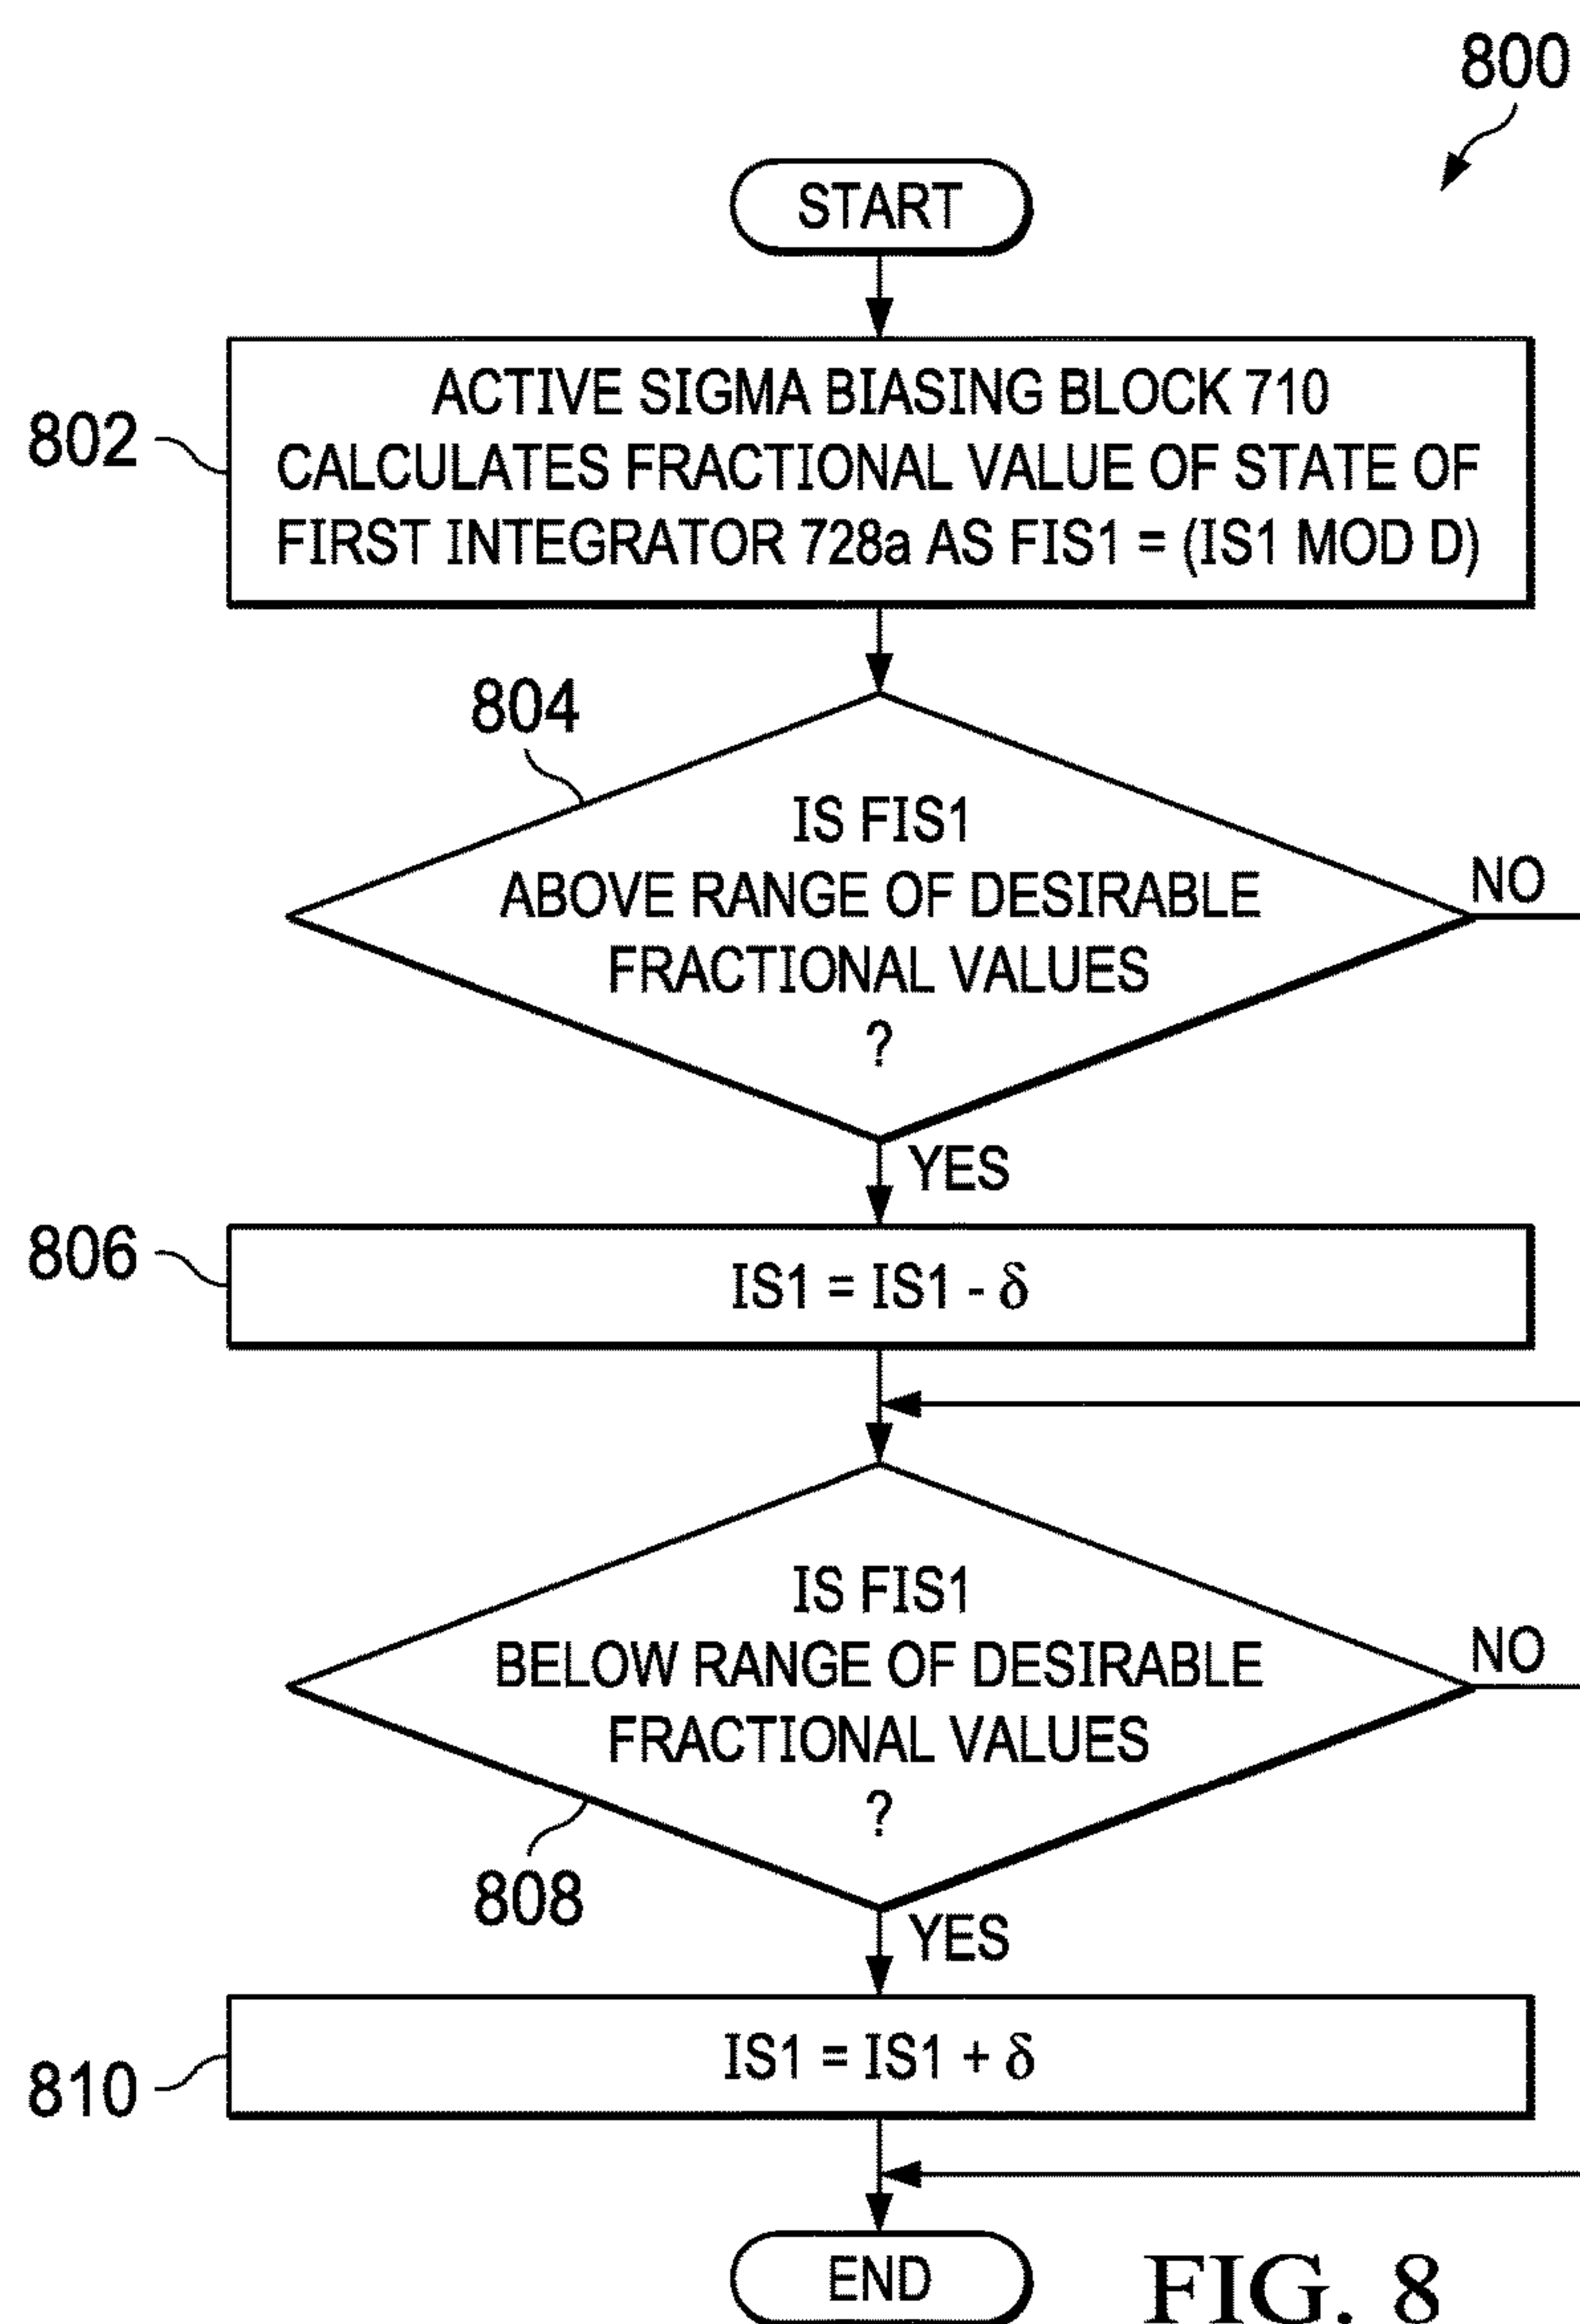 800
START
802
ACTIVE SIGMA BIASING BLOCK 710
CALCULATES FRACTIONAL VALUE OF STATE OF
FIRST INTEGRATOR 728a AS FIS1 = (IS1 MOD D)
804
IS FIS1
ABOVE RANGE OF DESIRABLE
FRACTIONAL VALUES
?
NO
YES
806
IS1 = IS1 - δ
IS FIS1
BELOW RANGE OF DESIRABLE
FRACTIONAL VALUES
?
NO
808
YES
810
IS1 = IS1 + δ
END
FIG. 8